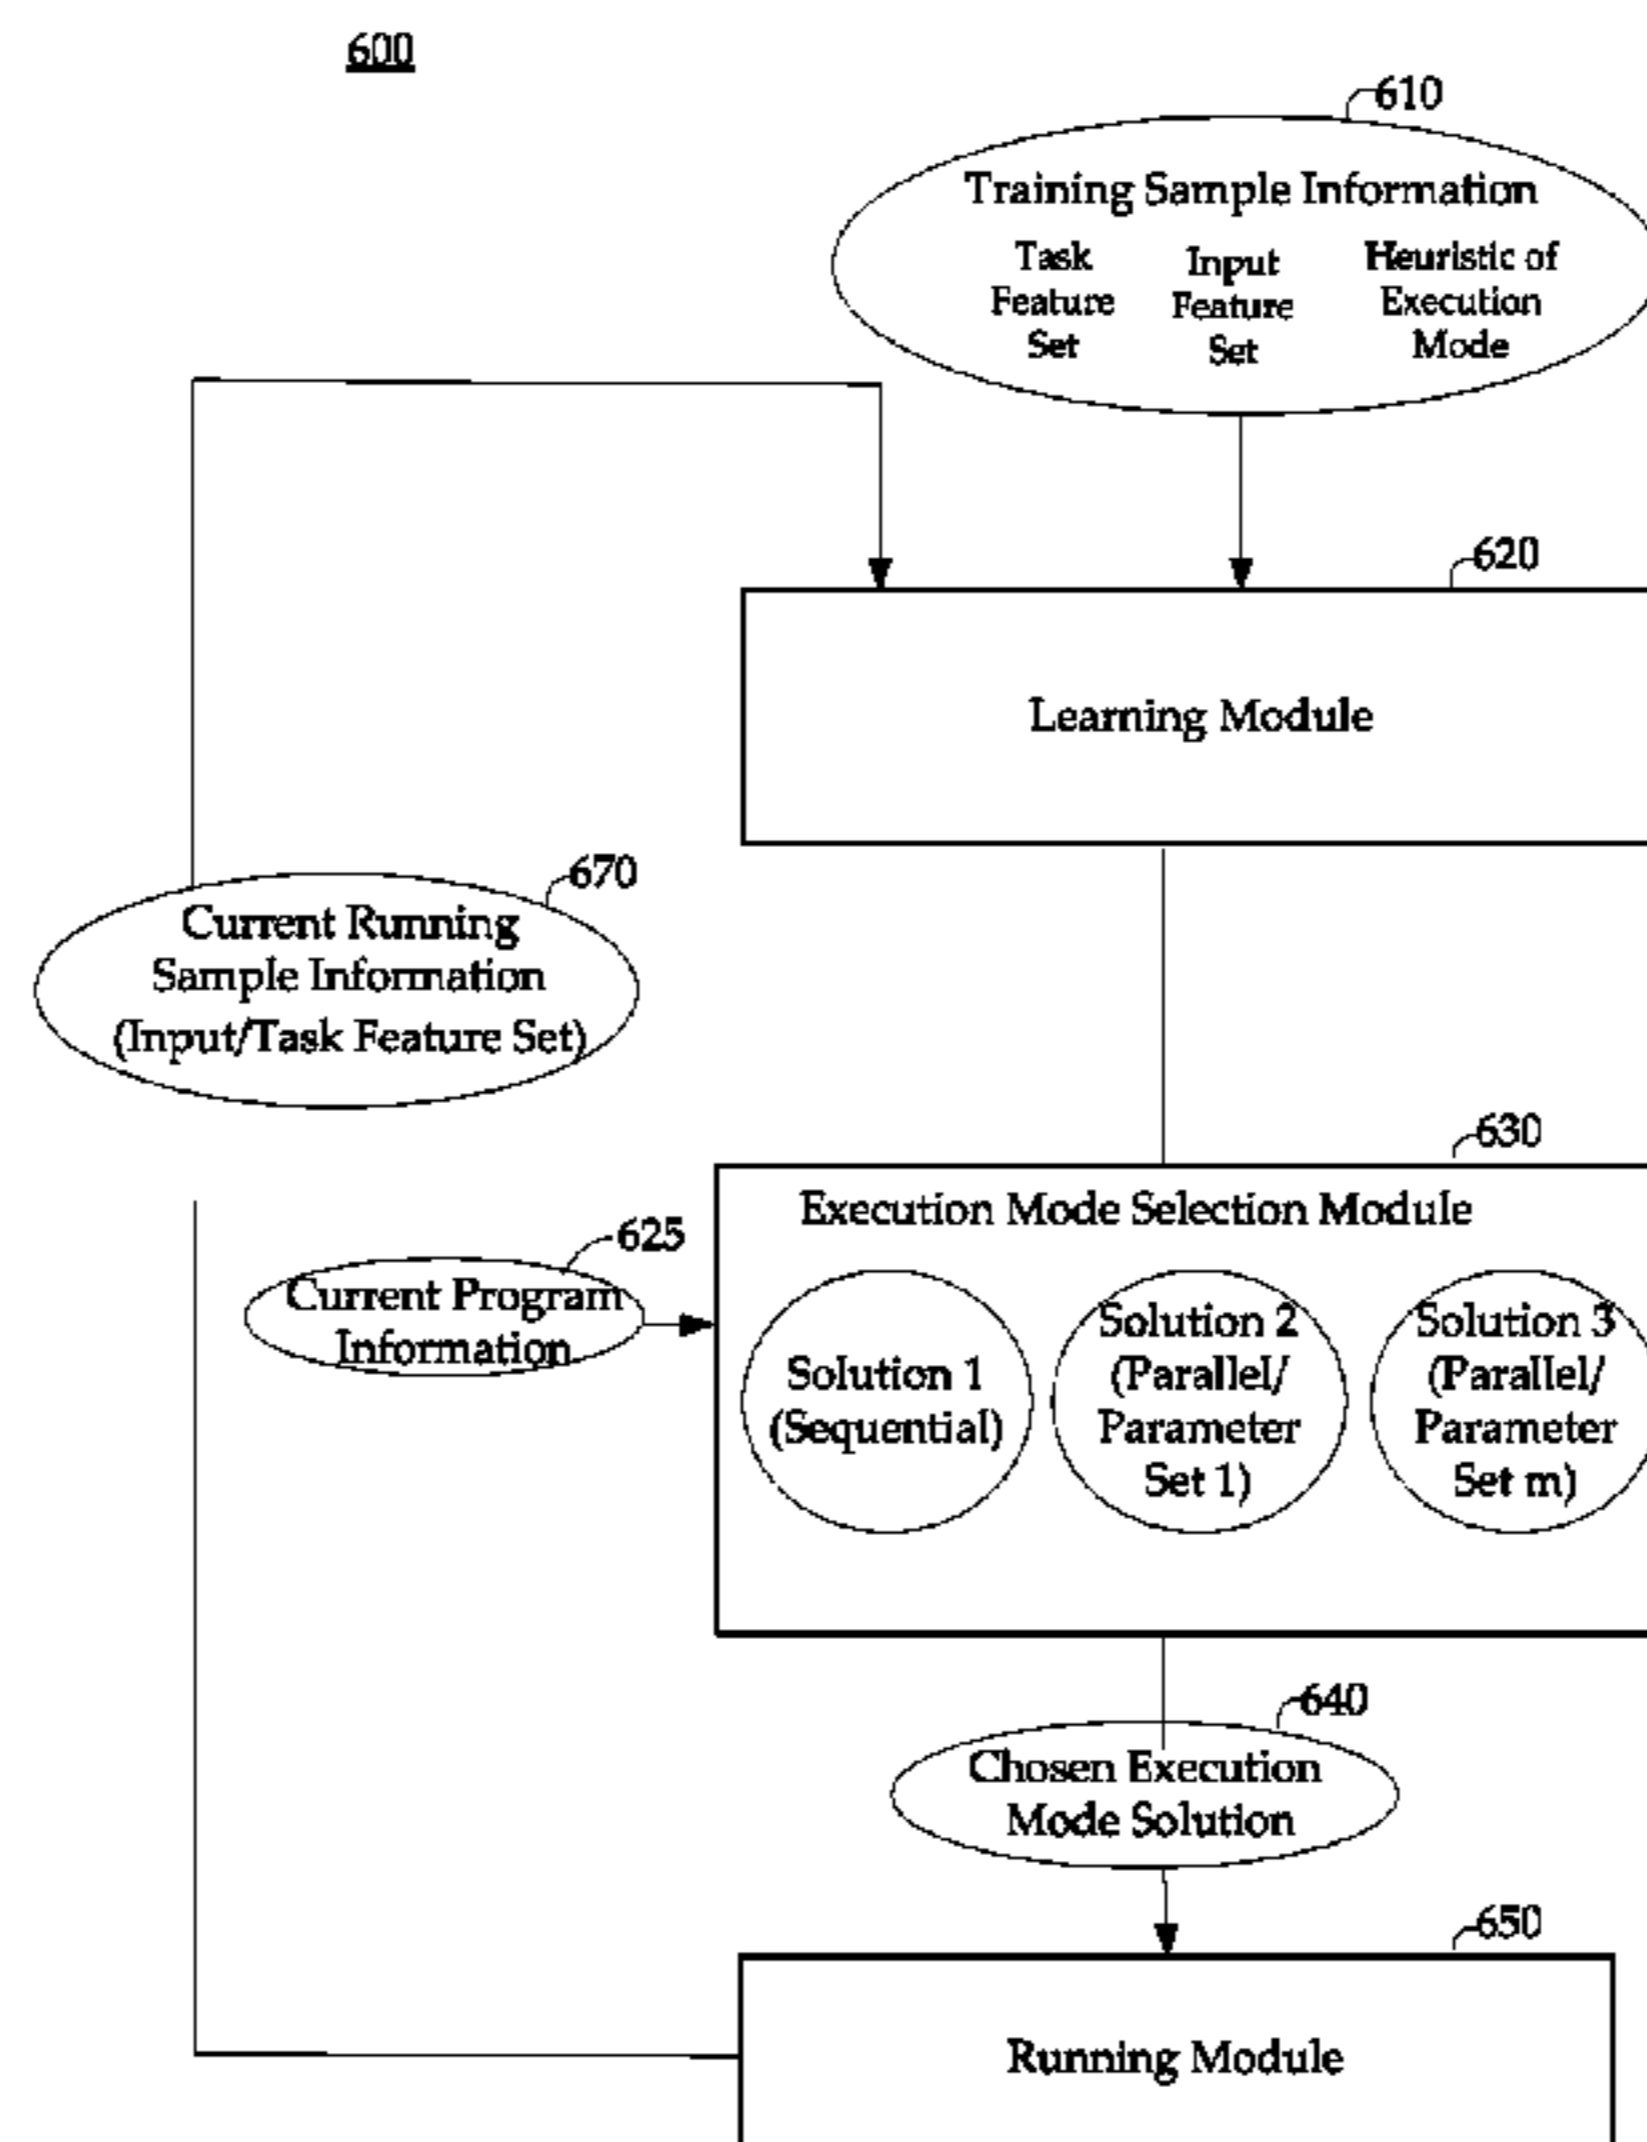 600
610
Training Sample Information
Task
Feature
Set
Input
Feature
Set
Heuristic of
Execution
Mode
620
Learning Module
670
Current Running
Sample Information
(Input/Task Feature Set)
630
Execution Mode Selection Module
625
Current Program
Information
Solution 1
(Sequential)
Solution 2
(Parallel/
Parameter
Set 1)
Solution 3
(Parallel/
Parameter
Set m)
640
Chosen Execution
Mode Solution
650
Running Module